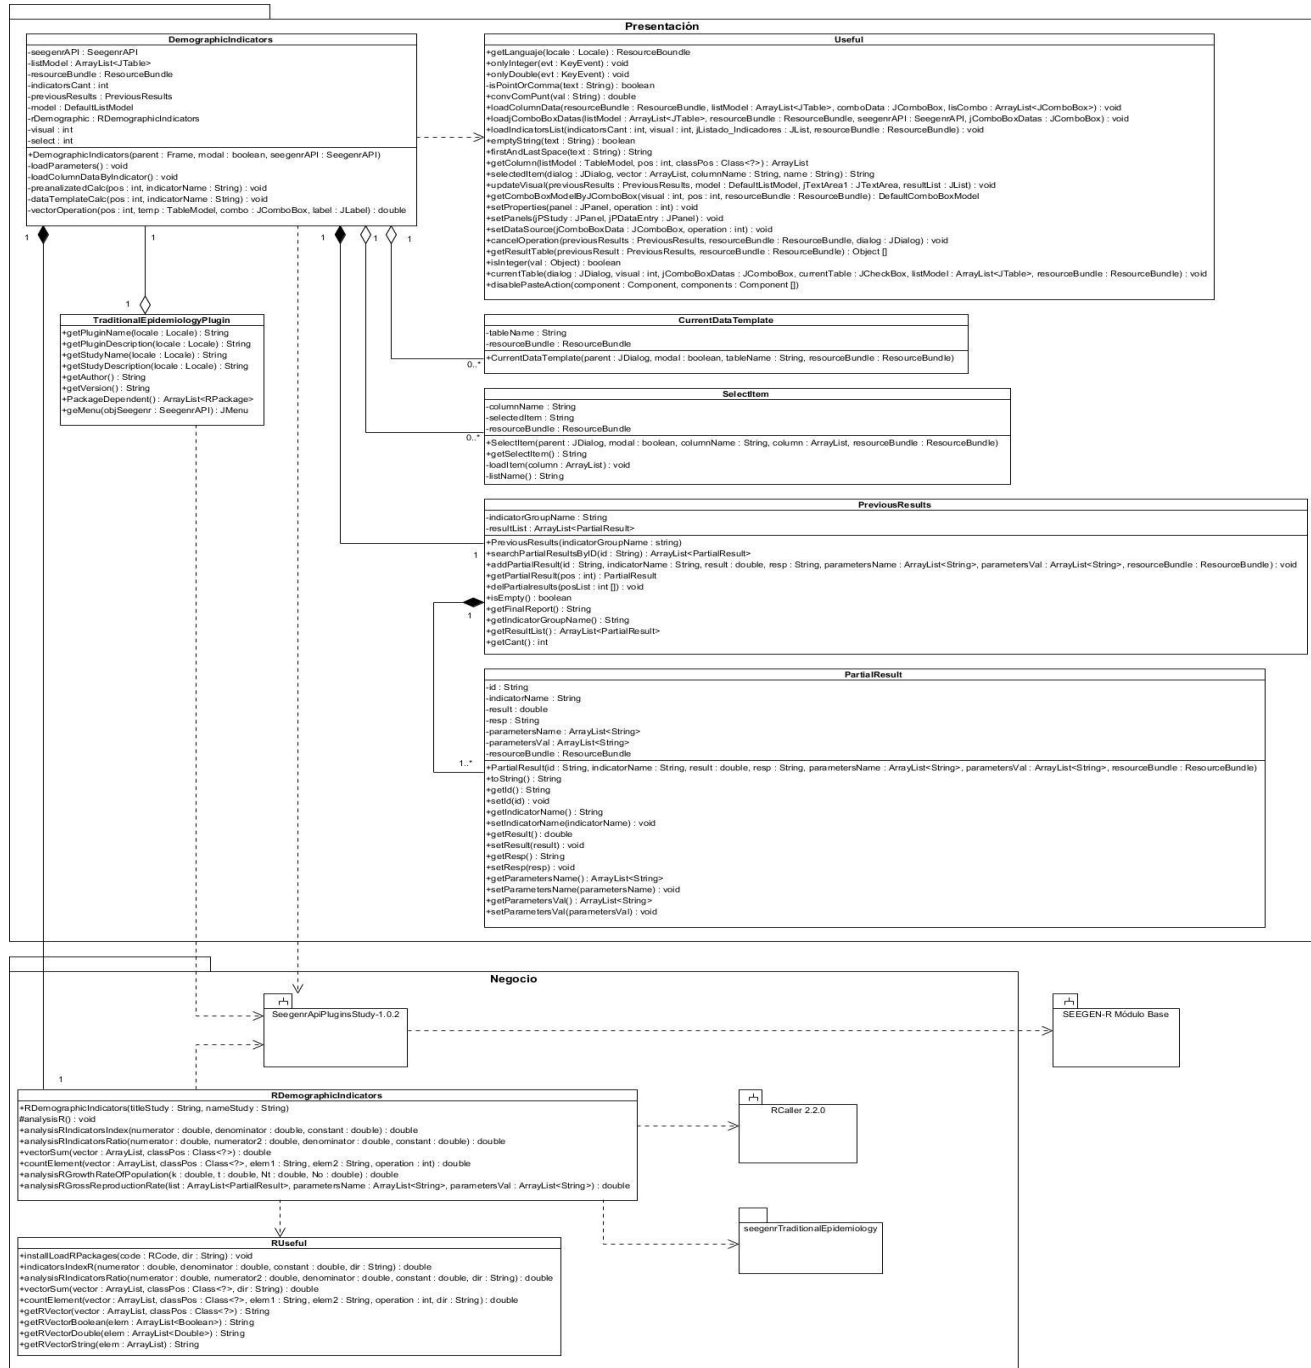 Presentación
DemographicIndicators
-seegenrAPI : SeegenrAPI
-listModel : ArrayList<JTable>
-resourceBundle : ResourceBundle
-indicatorsCant : int
-previousResults : PreviousResults
-model : DefaultListModel
-rDemographic : RDemographicIndicators
-visual : int
-select : int
+DemographicIndicators(parent : Frame, modal : boolean, seegenrAPI : SeegenrAPI)
-loadParameters() : void
-loadColumnDataByIndicator() : void
-preanalizatedCalc(pos : int, indicatorName : String) : void
-dataTemplateCalc(pos : int, indicatorName : String) : void
-vectorOperation(pos : int, temp : TableModel, combo : JComboBox, label : JLabel) : double
Useful
+getLanguaje(locale : Locale) : ResourceBoundle
+onlyInteger(evt : KeyEvent) : void
+onlyDouble(evt : KeyEvent) : void
-isPointOrComma(text : String) : boolean
+convComPunt(val : String) : double
+loadColumnData(resourceBundle : ResourceBundle, listModel : ArrayList<JTable>, comboData : JComboBox, lisCombo : ArrayList<JComboBox>) : void
+loadjComboBoxDatas(listModel : ArrayList<JTable>, resourceBundle : ResourceBundle, seegenrAPI : SeegenrAPI, jComboBoxDatas : JComboBox) : void
+loadIndicatorsList(indicatorsCant : int, visual : int, jListado_Indicadores : JList, resourceBundle : ResourceBundle) : void
+emptyString(text : String) : boolean
+firstAndLastSpace(text : String) : String
+getColumn(listModel : TableModel, pos : int, classPos : Class<?>) : ArrayList
+selectedItem(dialog : JDialog, vector : ArrayList, columnName : String, name : String) : String
+updateVisual(previousResults : PreviousResults, model : DefaultListModel, jTextArea1 : JTextArea, resultList : JList) : void
+getComboBoxModelByJComboBox(visual : int, pos : int, resourceBundle : ResourceBundle) : DefaultComboBoxModel
+setProperties(panel : JPanel, operation : int) : void
+setPanels(jPStudy : JPanel, jPDataEntry : JPanel) : void
+setDataSource(jComboBoxData : JComboBox, operation : int) : void
+cancelOperation(previousResults : PreviousResults, resourceBundle : ResourceBundle, dialog : JDialog) : void
+getResultTable(previousResult : PreviousResults, resourceBundle : ResourceBundle) : Object []
+isInteger(val : Object) : boolean
+currentTable(dialog : JDialog, visual : int, jComboBoxDatas : JComboBox, currentTable : JCheckBox, listModel : ArrayList<JTable>, resourceBundle : ResourceBundle) : void
+disablePasteAction(component : Component, components : Component [])
1
1
1
1
1
1
TraditionalEpidemiologyPlugin
+getPluginName(locale : Locale) : String
+getPluginDescription(locale : Locale) : String
+getStudyName(locale : Locale) : String
+getStudyDescription(locale : Locale) : String
+getAuthor() : String
+getVersion() : String
+PackageDependent() : ArrayList<RPackage>
+geMenu(objSeegenr : SeegenrAPI) : JMenu
CurrentDataTemplate
-tableName : String
-resourceBundle : ResourceBundle
+CurrentDataTemplate(parent : JDialog, modal : boolean, tableName : String, resourceBundle : ResourceBundle)
0..*
SelectItem
-columnName : String
-selectedItem : String
-resourceBundle : ResourceBundle
+SelectItem(parent : JDialog, modal : boolean, columnName : String, column : ArrayList, resourceBundle : ResourceBundle)
+getSelectItem() : String
-loadItem(column : ArrayList) : void
-listName() : String
0..*
PreviousResults
-indicatorGroupName : String
-resultList : ArrayList<PartialResult>
+PreviousResults(indicatorGroupName : string)
+searchPartialResultsByID(id : String) : ArrayList<PartialResult>
+addPartialResult(id : String, indicatorName : String, result : double, resp : String, parametersName : ArrayList<String>, parametersVal : ArrayList<String>, resourceBundle : ResourceBundle) : void
+getPartialResult(pos : int) : PartialResult
+delPartialresults(posList : int []) : void
+isEmpty() : boolean
+getFinalReport() : String
+getIndicatorGroupName() : String
+getResultList() : ArrayList<PartialResult>
+getCant() : int
1
1
PartialResult
-id : String
-indicatorName : String
-result : double
-resp : String
-parametersName : ArrayList<String>
-parametersVal : ArrayList<String>
-resourceBundle : ResourceBundle
+PartialResult(id : String, indicatorName : String, result : double, resp : String, parametersName : ArrayList<String>, parametersVal : ArrayList<String>, resourceBundle : ResourceBundle)
+toString() : String
+getId() : String
+setId(id) : void
+getIndicatorName() : String
+setIndicatorName(indicatorName) : void
+getResult() : double
+setResult(result) : void
+getResp() : String
+setResp(resp) : void
+getParametersName() : ArrayList<String>
+setParametersName(parametersName) : void
+getParametersVal() : ArrayList<String>
+setParametersVal(parametersVal) : void
1..*
Negocio
SeegenrApiPluginsStudy-1.0.2
SEEGEN-R Módulo Base
1
RDemographicIndicators
+RDemographicIndicators(titleStudy : String, nameStudy : String)
#analysisR() : void
+analysisRIndicatorsIndex(numerator : double, denominator : double, constant : double) : double
+analysisRIndicatorsRatio(numerator : double, numerator2 : double, denominator : double, constant : double) : double
+vectorSum(vector : ArrayList, classPos : Class<?>) : double
+countElement(vector : ArrayList, classPos : Class<?>, elem1 : String, elem2 : String, operation : int) : double
+analysisRGrowthRateOfPopulation(k : double, t : double, Nt : double, No : double) : double
+analysisRGrossReproductionRate(list : ArrayList<PartialResult>, parametersName : ArrayList<String>, parametersVal : ArrayList<String>) : double
RCaller 2.2.0
seegenrTraditionalEpidemiology
RUseful
+installLoadRPackages(code : RCode, dir : String) : void
+indicatorsIndexR(numerator : double, denominator : double, constant : double, dir : String) : double
+analysisRIndicatorsRatio(numerator : double, numerator2 : double, denominator : double, constant : double, dir : String) : double
+vectorSum(vector : ArrayList, classPos : Class<?>, dir : String) : double
+countElement(vector : ArrayList, classPos : Class<?>, elem1 : String, elem2 : String, operation : int, dir : String) : double
+getRVector(vector : ArrayList, classPos : Class<?>) : String
+getRVectorBoolean(elem : ArrayList<Boolean>) : String
+getRVectorDouble(elem : ArrayList<Double>) : String
+getRVectorString(elem : ArrayList) : String